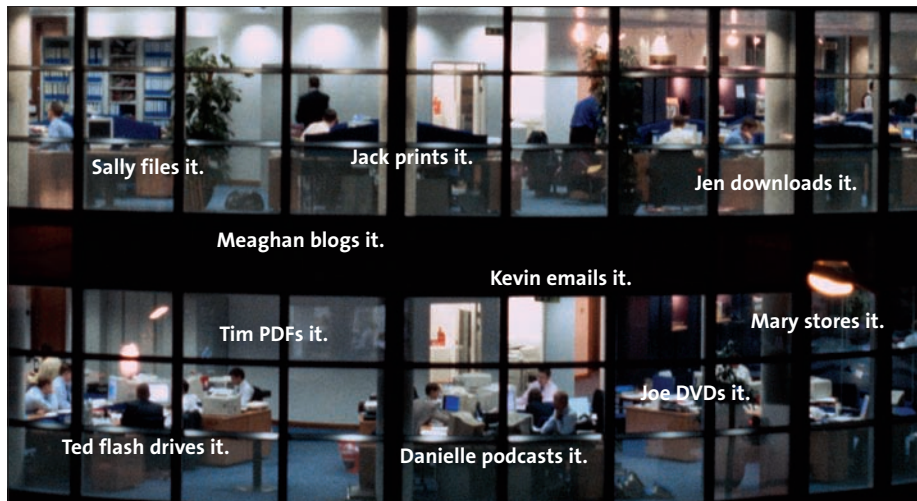 Sally files it.
Jack prints it.
Jen downloads it.
Meaghan blogs it.
Kevin emails it.
Tim PDFs it.
Mary stores it.
Joe DVDs it.
Ted flash drives it.
Danielle podcasts it.